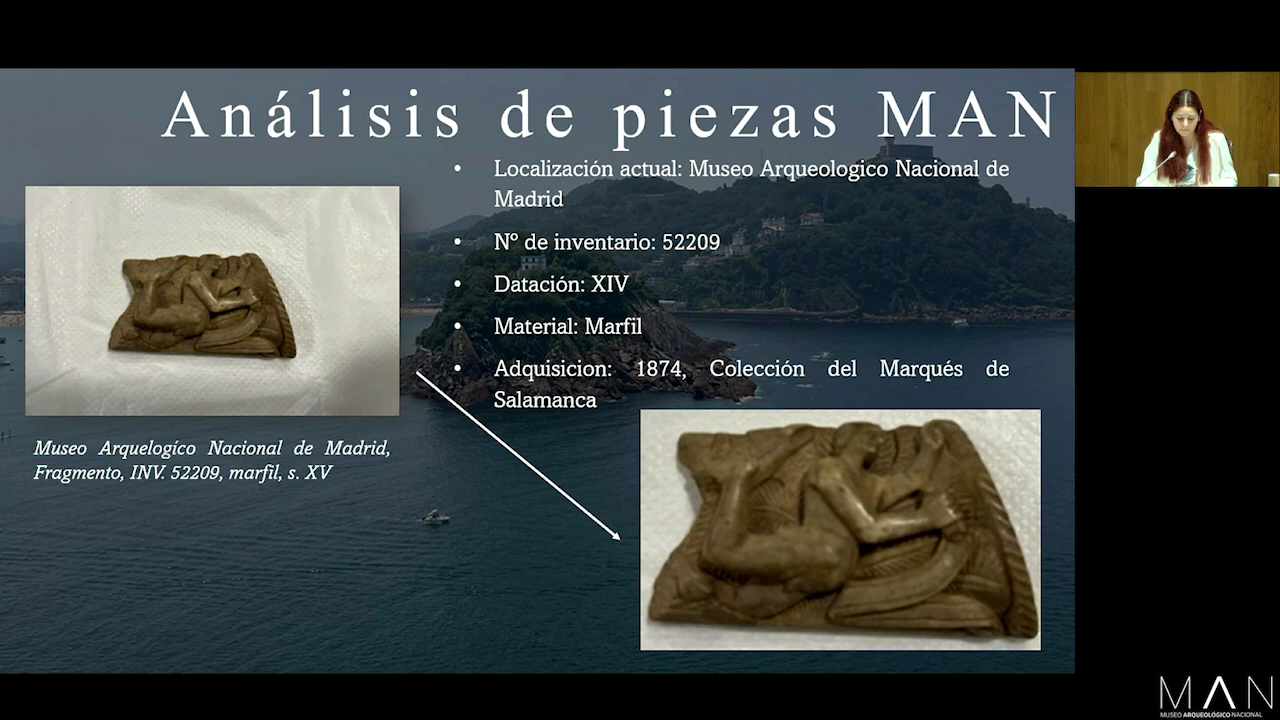 Análisis de piezas MAN
• Localización actual: Museo Arqueologico Nacional de
Madrid
• Nº de inventario: 52209
• Datación: XIV
• Material: Marfil
• Adquisicion: 1874, Colección del Marqués de
Salamanca
Museo Arquelogíco Nacional de Madrid,
Fragmento, INV. 52209, marfil, s. XV
MAN
MUSEO ARQUEOLÓGICO NACIONAL